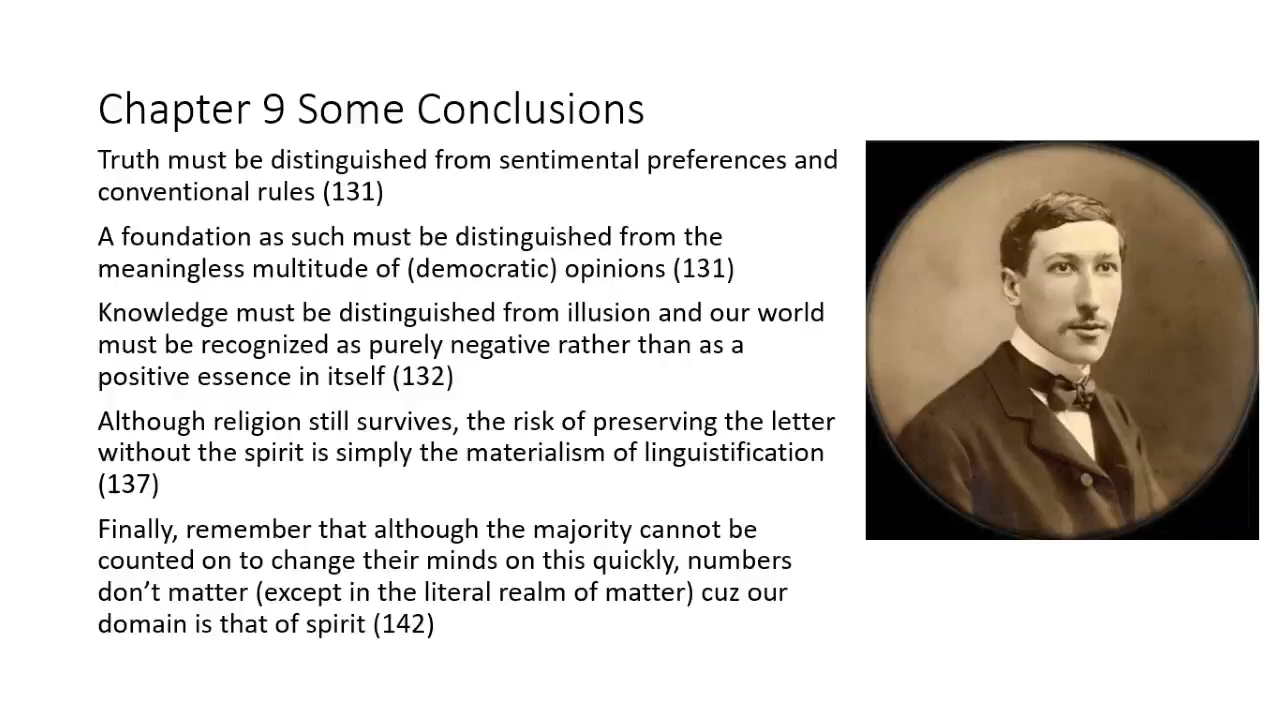 Chapter 9 Some Conclusions
Truth must be distinguished from sentimental preferences and
conventional rules (131)
A foundation as such must be distinguished from the
meaningless multitude of (democratic) opinions (131)
Knowledge must be distinguished from illusion and our world
must be recognized as purely negative rather than as a
positive essence in itself (132)
Although religion still survives, the risk of preserving the letter
without the spirit is simply the materialism of linguistification
(137)
Finally, remember that although the majority cannot be
counted on to change their minds on this quickly, numbers
don’t matter (except in the literal realm of matter) cuz our
domain is that of spirit (142)